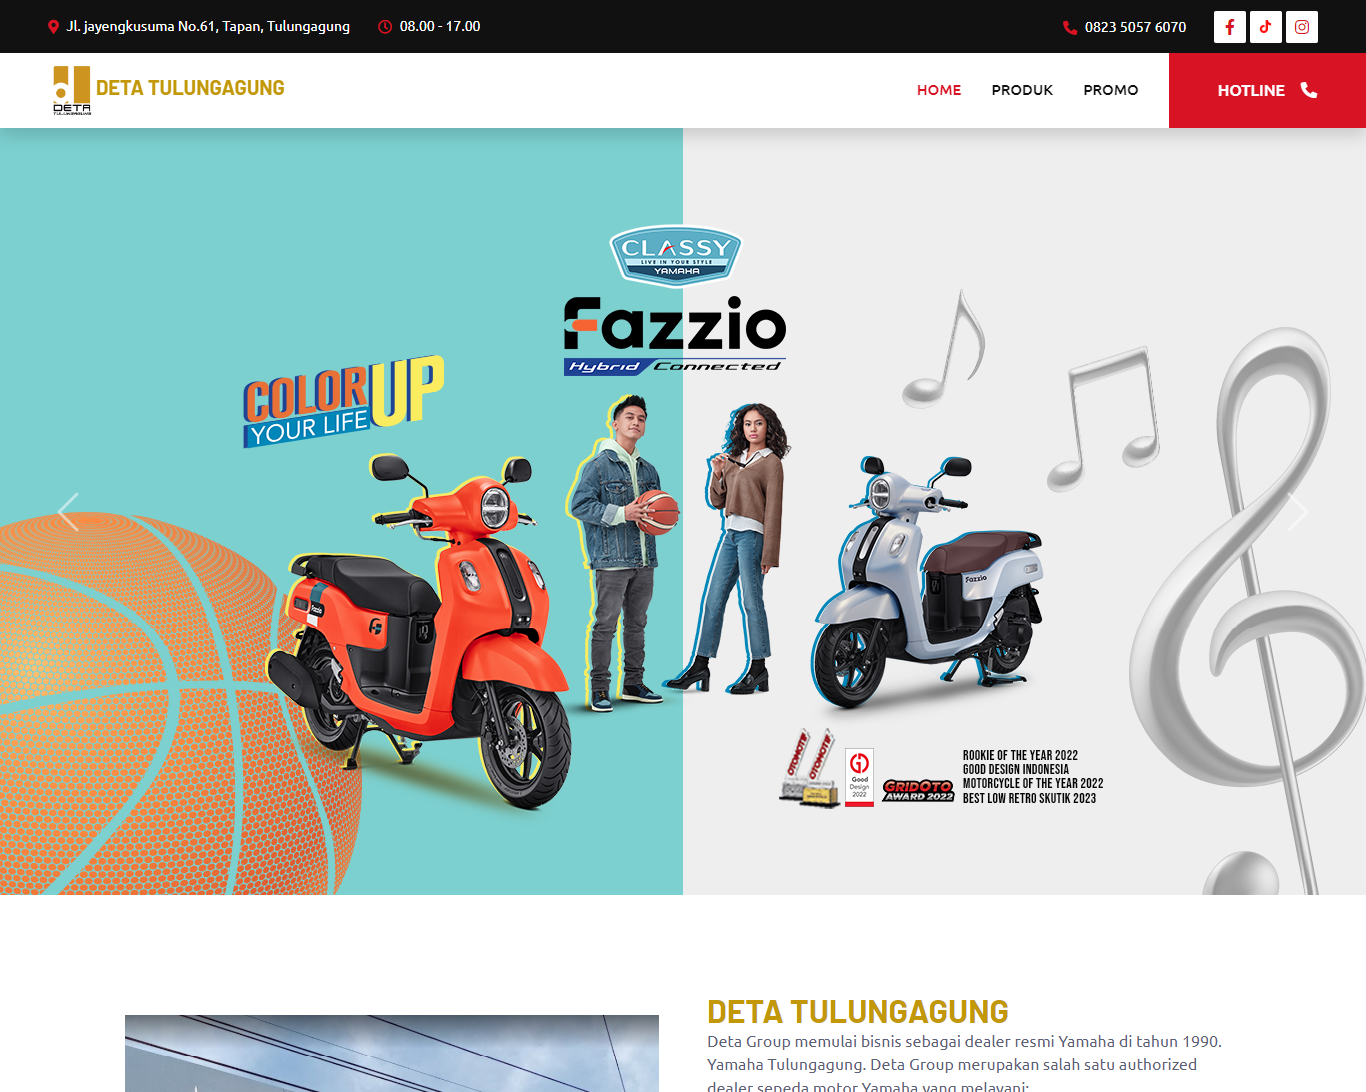 Jl. jayengkusuma No.61, Tapan, Tulungagung
08.00 - 17.00
0823 5057 6070
DETA
TULUNGAGUNG
DETA TULUNGAGUNG
HOME
PRODUK
PROMO
HOTLINE
CLASSY
LIVE IN YOUR STYLE
YAMAHA
Fazzio
Hybrid Connected
COLOR UP
YOUR LIFE
Fazzio
Fazzio
OTOMOTIF
OTOMOTIF
Good
Design
2022
GRIDOTO
AWARD 2022
ROOKIE OF THE YEAR 2022
GOOD DESIGN INDONESIA
MOTORCYCLE OF THE YEAR 2022
BEST LOW RETRO SKUTIK 2023
DETA TULUNGAGUNG
Deta Group memulai bisnis sebagai dealer resmi Yamaha di tahun 1990.
Yamaha Tulungagung. Deta Group merupakan salah satu authorized
dealer sepeda motor Yamaha yang melayani: